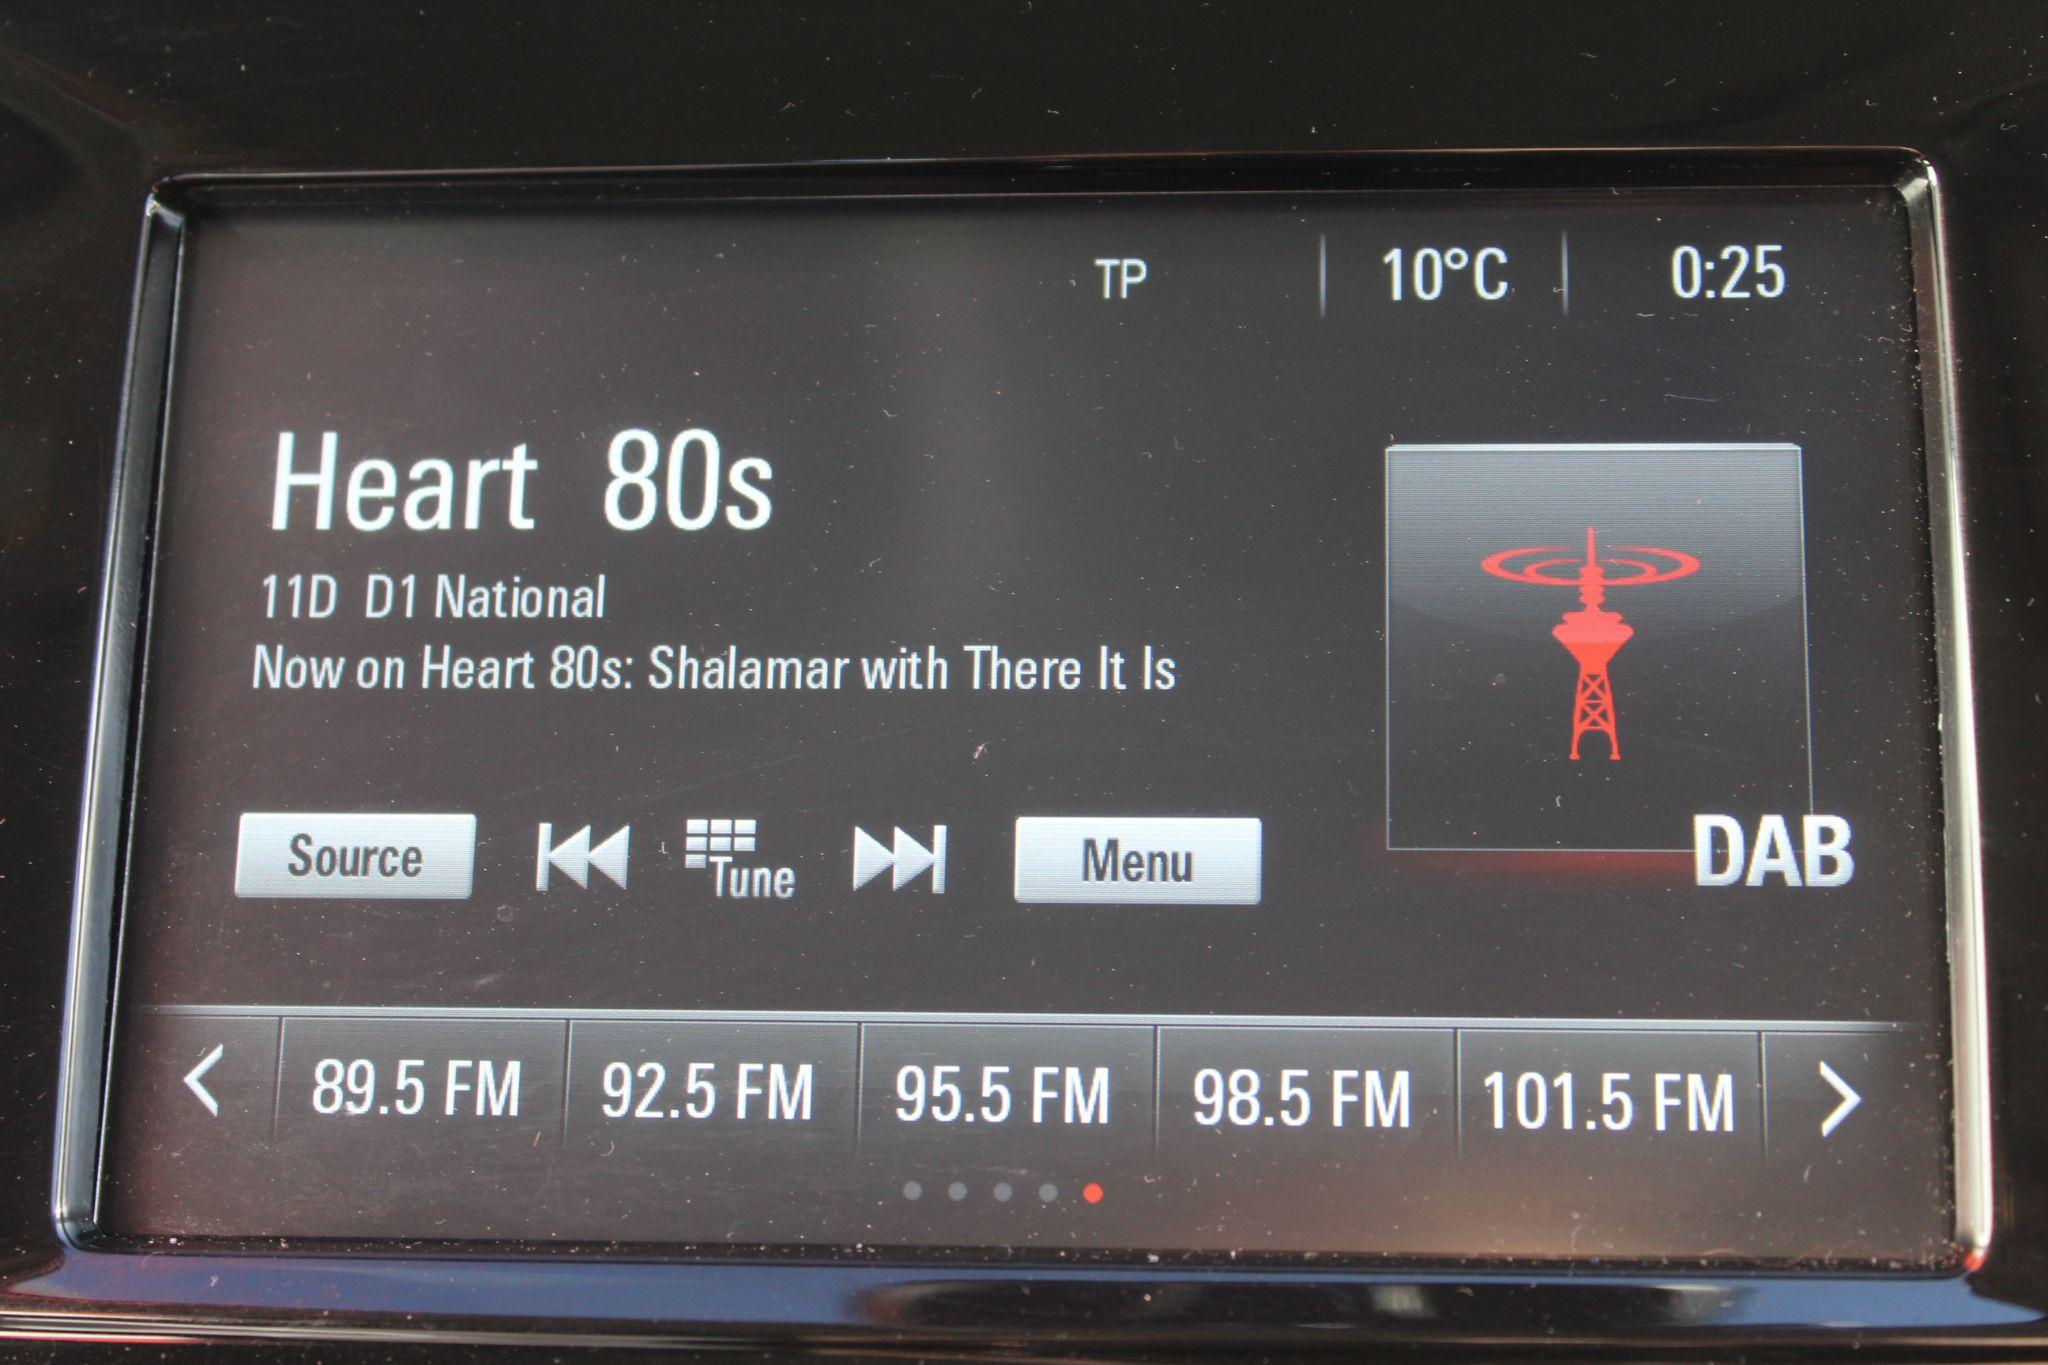 TP 10°C 0:25
Heart 80s
11D D1 National
Now on Heart 80s: Shalamar with There It Is
Source Tune Menu
DAB
89.5 FM 92.5 FM 95.5 FM 98.5 FM 101.5 FM